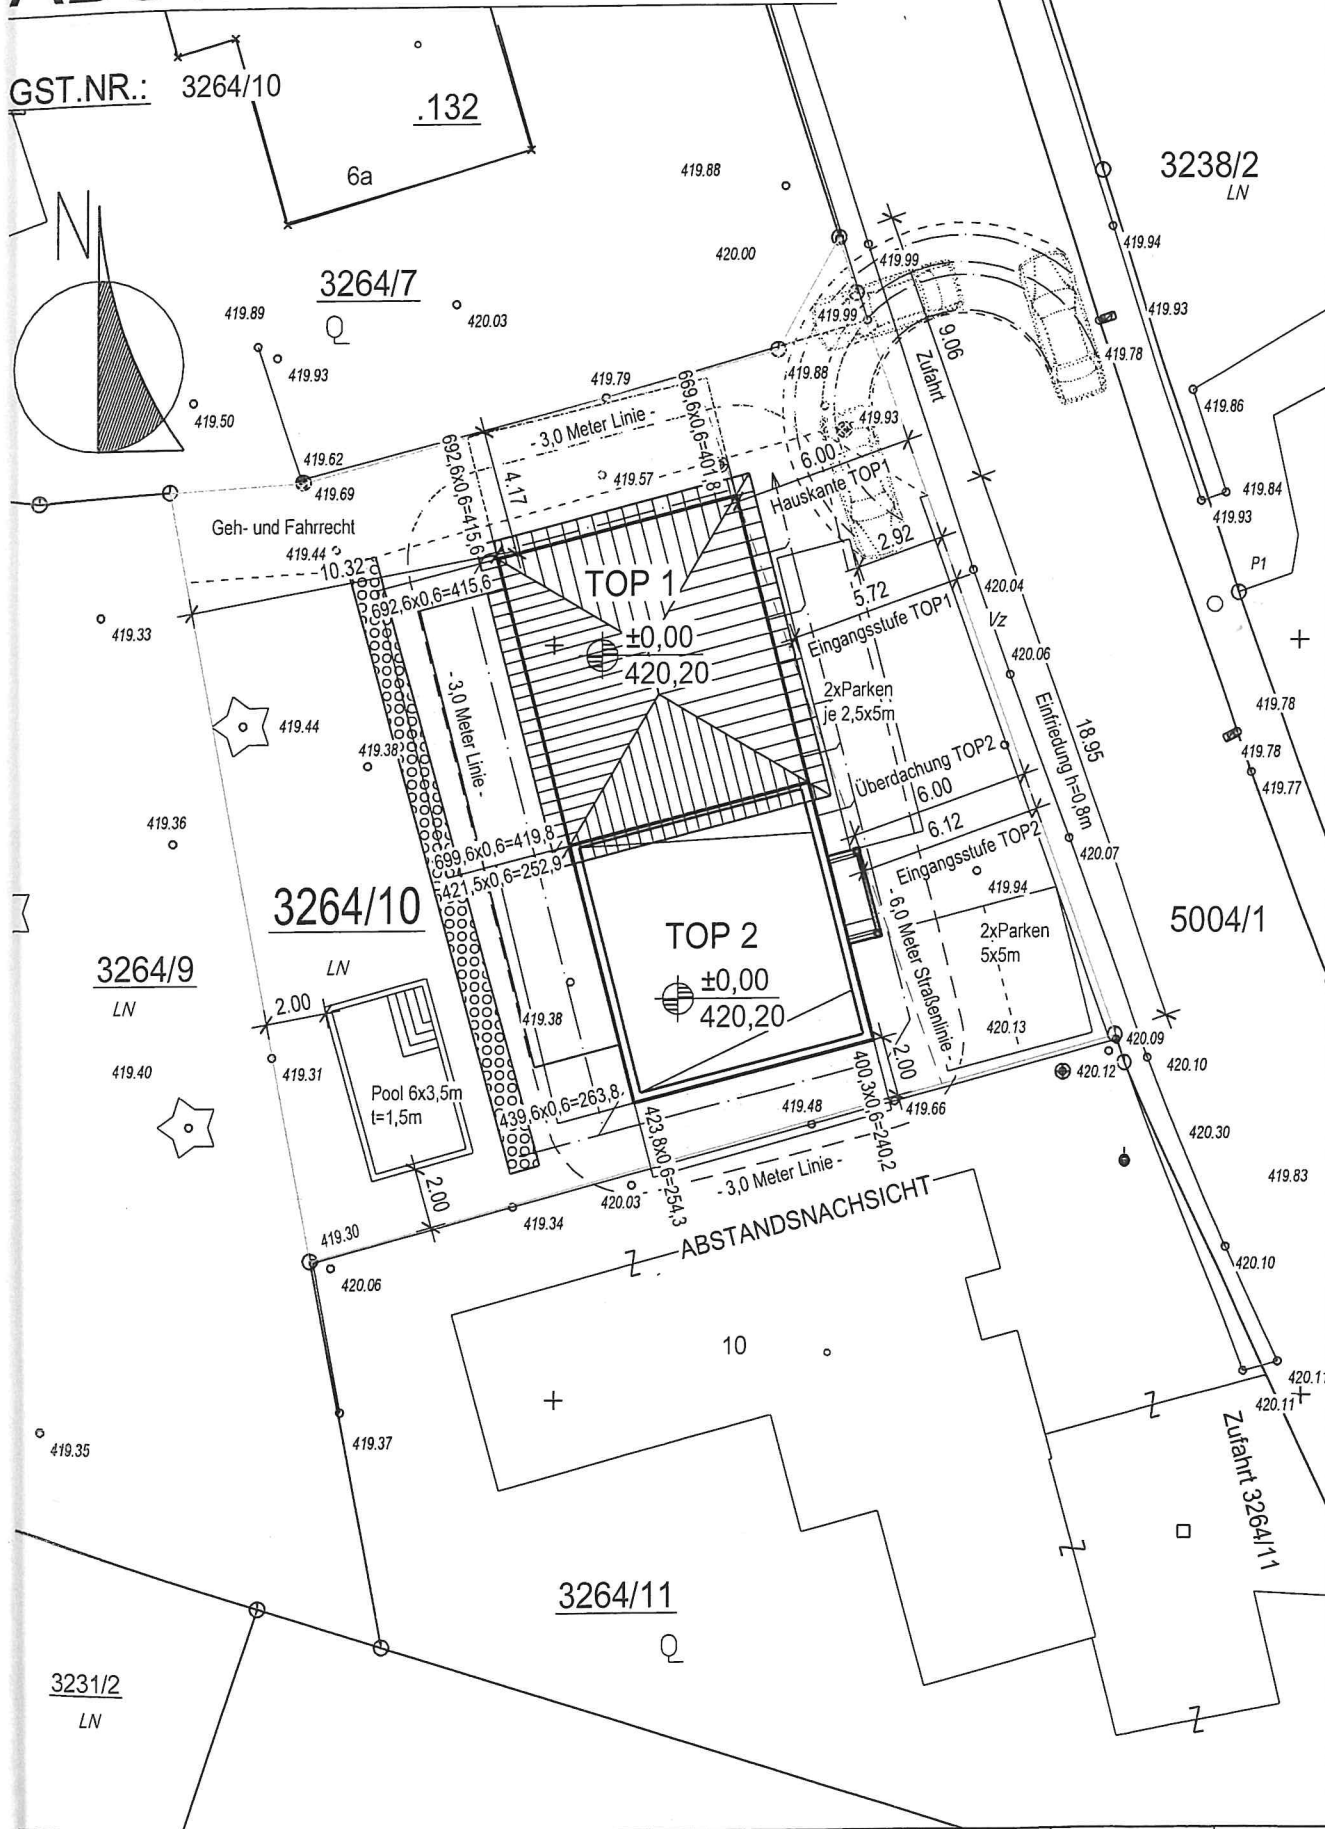 GST.NR.: 3264/10
.132
6a
N
3264/7
Q
3238/2
LN
419.88
420.00
419.99
419.99
419.94
419.93
419.78
419.86
419.84
419.93
P1
419.89
419.93
420.03
419.50
419.62
419.69
419.79
419.88
419.93
9.06
Zufahrt
- 3,0 Meter Linie -
669,6x0,6=401,8
692,6x0,6=415,6
4.17
419.57
6.00
Hauskante TOP1
Geh- und Fahrrecht
419.44
10.32
692,6x0,6=415,6
TOP 1
±0,00
420,20
2.92
5.72
Eingangsstufe TOP1
420.04
Vz
420.06
419.33
419.44
419.38
- 3,0 Meter Linie -
2xParken
je 2,5x5m
Einfriedung h=0,8m
18.95
419.78
419.78
419.77
Überdachung TOP2
6.00
6.12
Eingangsstufe TOP2
420.07
419.36
699,6x0,6=419,8
421,5x0,6=252,9
3264/10
LN
419.94
5004/1
3264/9
LN
TOP 2
±0,00
420,20
6,0 Meter Straßenlinie -
2xParken
5x5m
420.13
2.00
419.38
419.40
419.31
Pool 6x3,5m
t=1,5m
2.00
439,6x0,6=263,8
423,8x0,6=254,3
400,3x0,6=240,2
2.00
419.48
419.66
420.09
420.12
420.10
420.30
419.83
- 3,0 Meter Linie -
420.03
419.34
ABSTANDSNACHSICHT
419.30
420.06
420.10
10
419.35
419.37
420.11
420.11
Zufahrt 3264/11
3264/11
Q
3231/2
LN